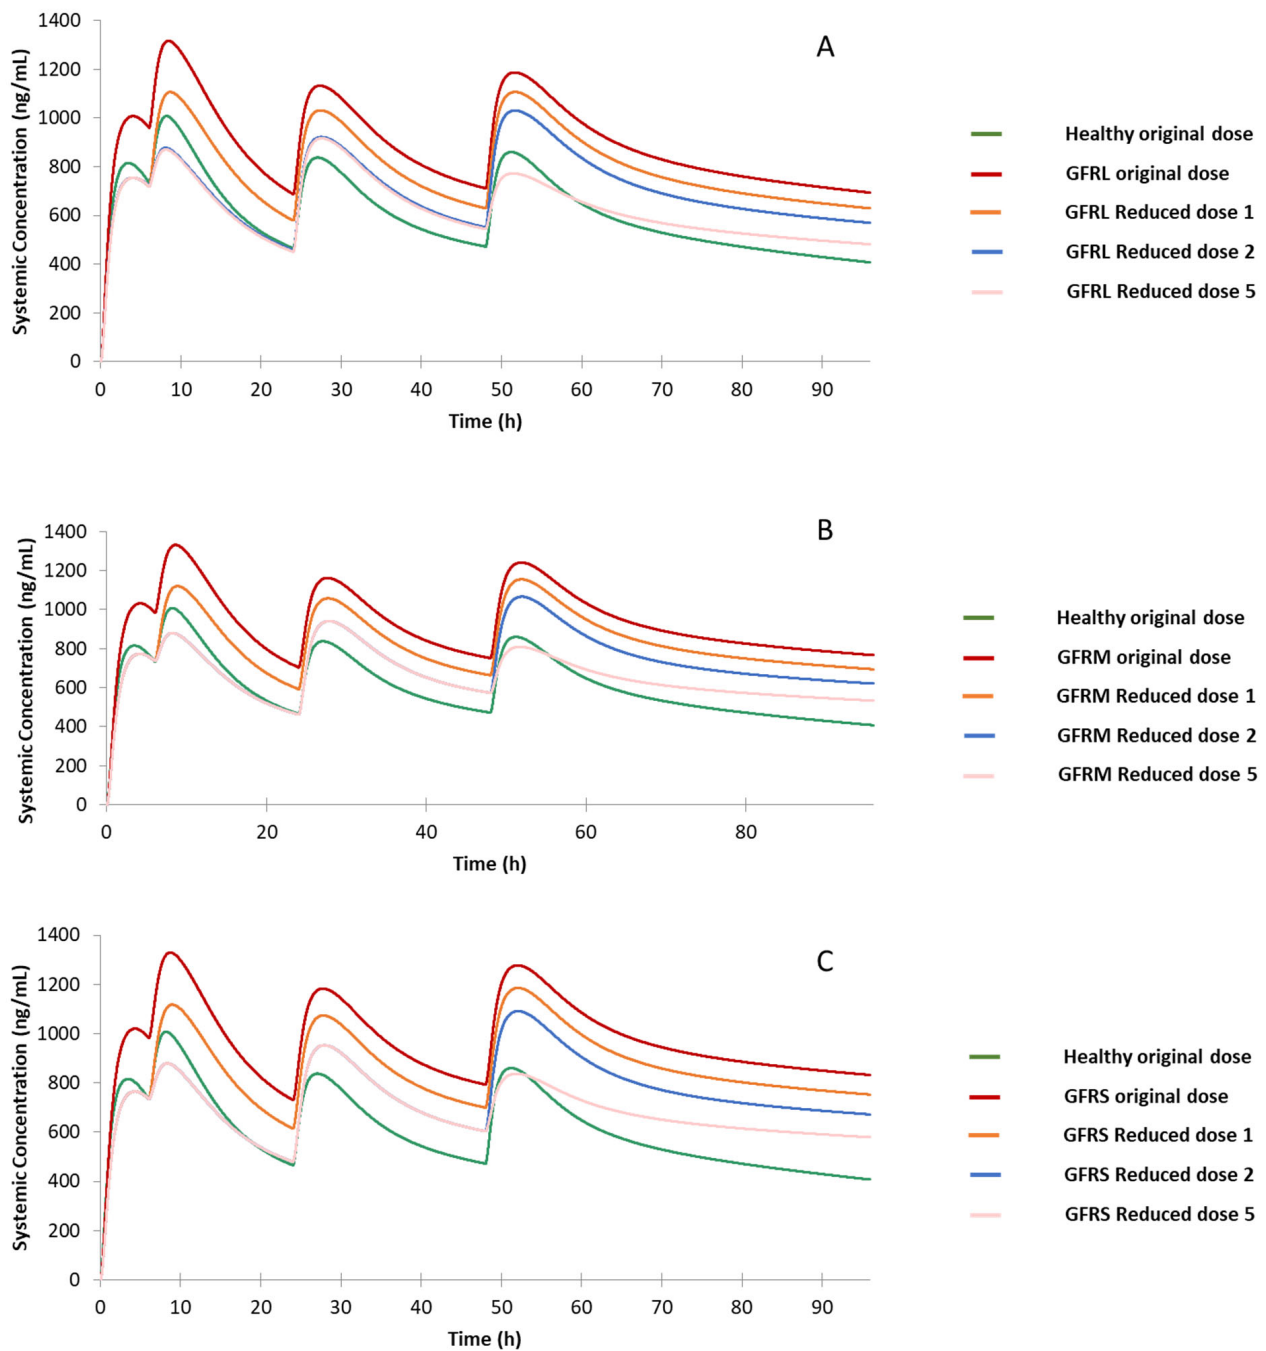 A
Systemic Concentration (ng/mL)
1400
1200
1000
800
600
400
200
0
0 10 20 30 40 50 60 70 80 90
Time (h)
Healthy original dose
GFRL original dose
GFRL Reduced dose 1
GFRL Reduced dose 2
GFRL Reduced dose 5
B
Systemic Concentration (ng/mL)
1400
1200
1000
800
600
400
200
0
0 20 40 60 80
Time (h)
Healthy original dose
GFRM original dose
GFRM Reduced dose 1
GFRM Reduced dose 2
GFRM Reduced dose 5
C
Systemic Concentration (ng/mL)
1400
1200
1000
800
600
400
200
0
0 10 20 30 40 50 60 70 80 90
Time (h)
Healthy original dose
GFRS original dose
GFRS Reduced dose 1
GFRS Reduced dose 2
GFRS Reduced dose 5